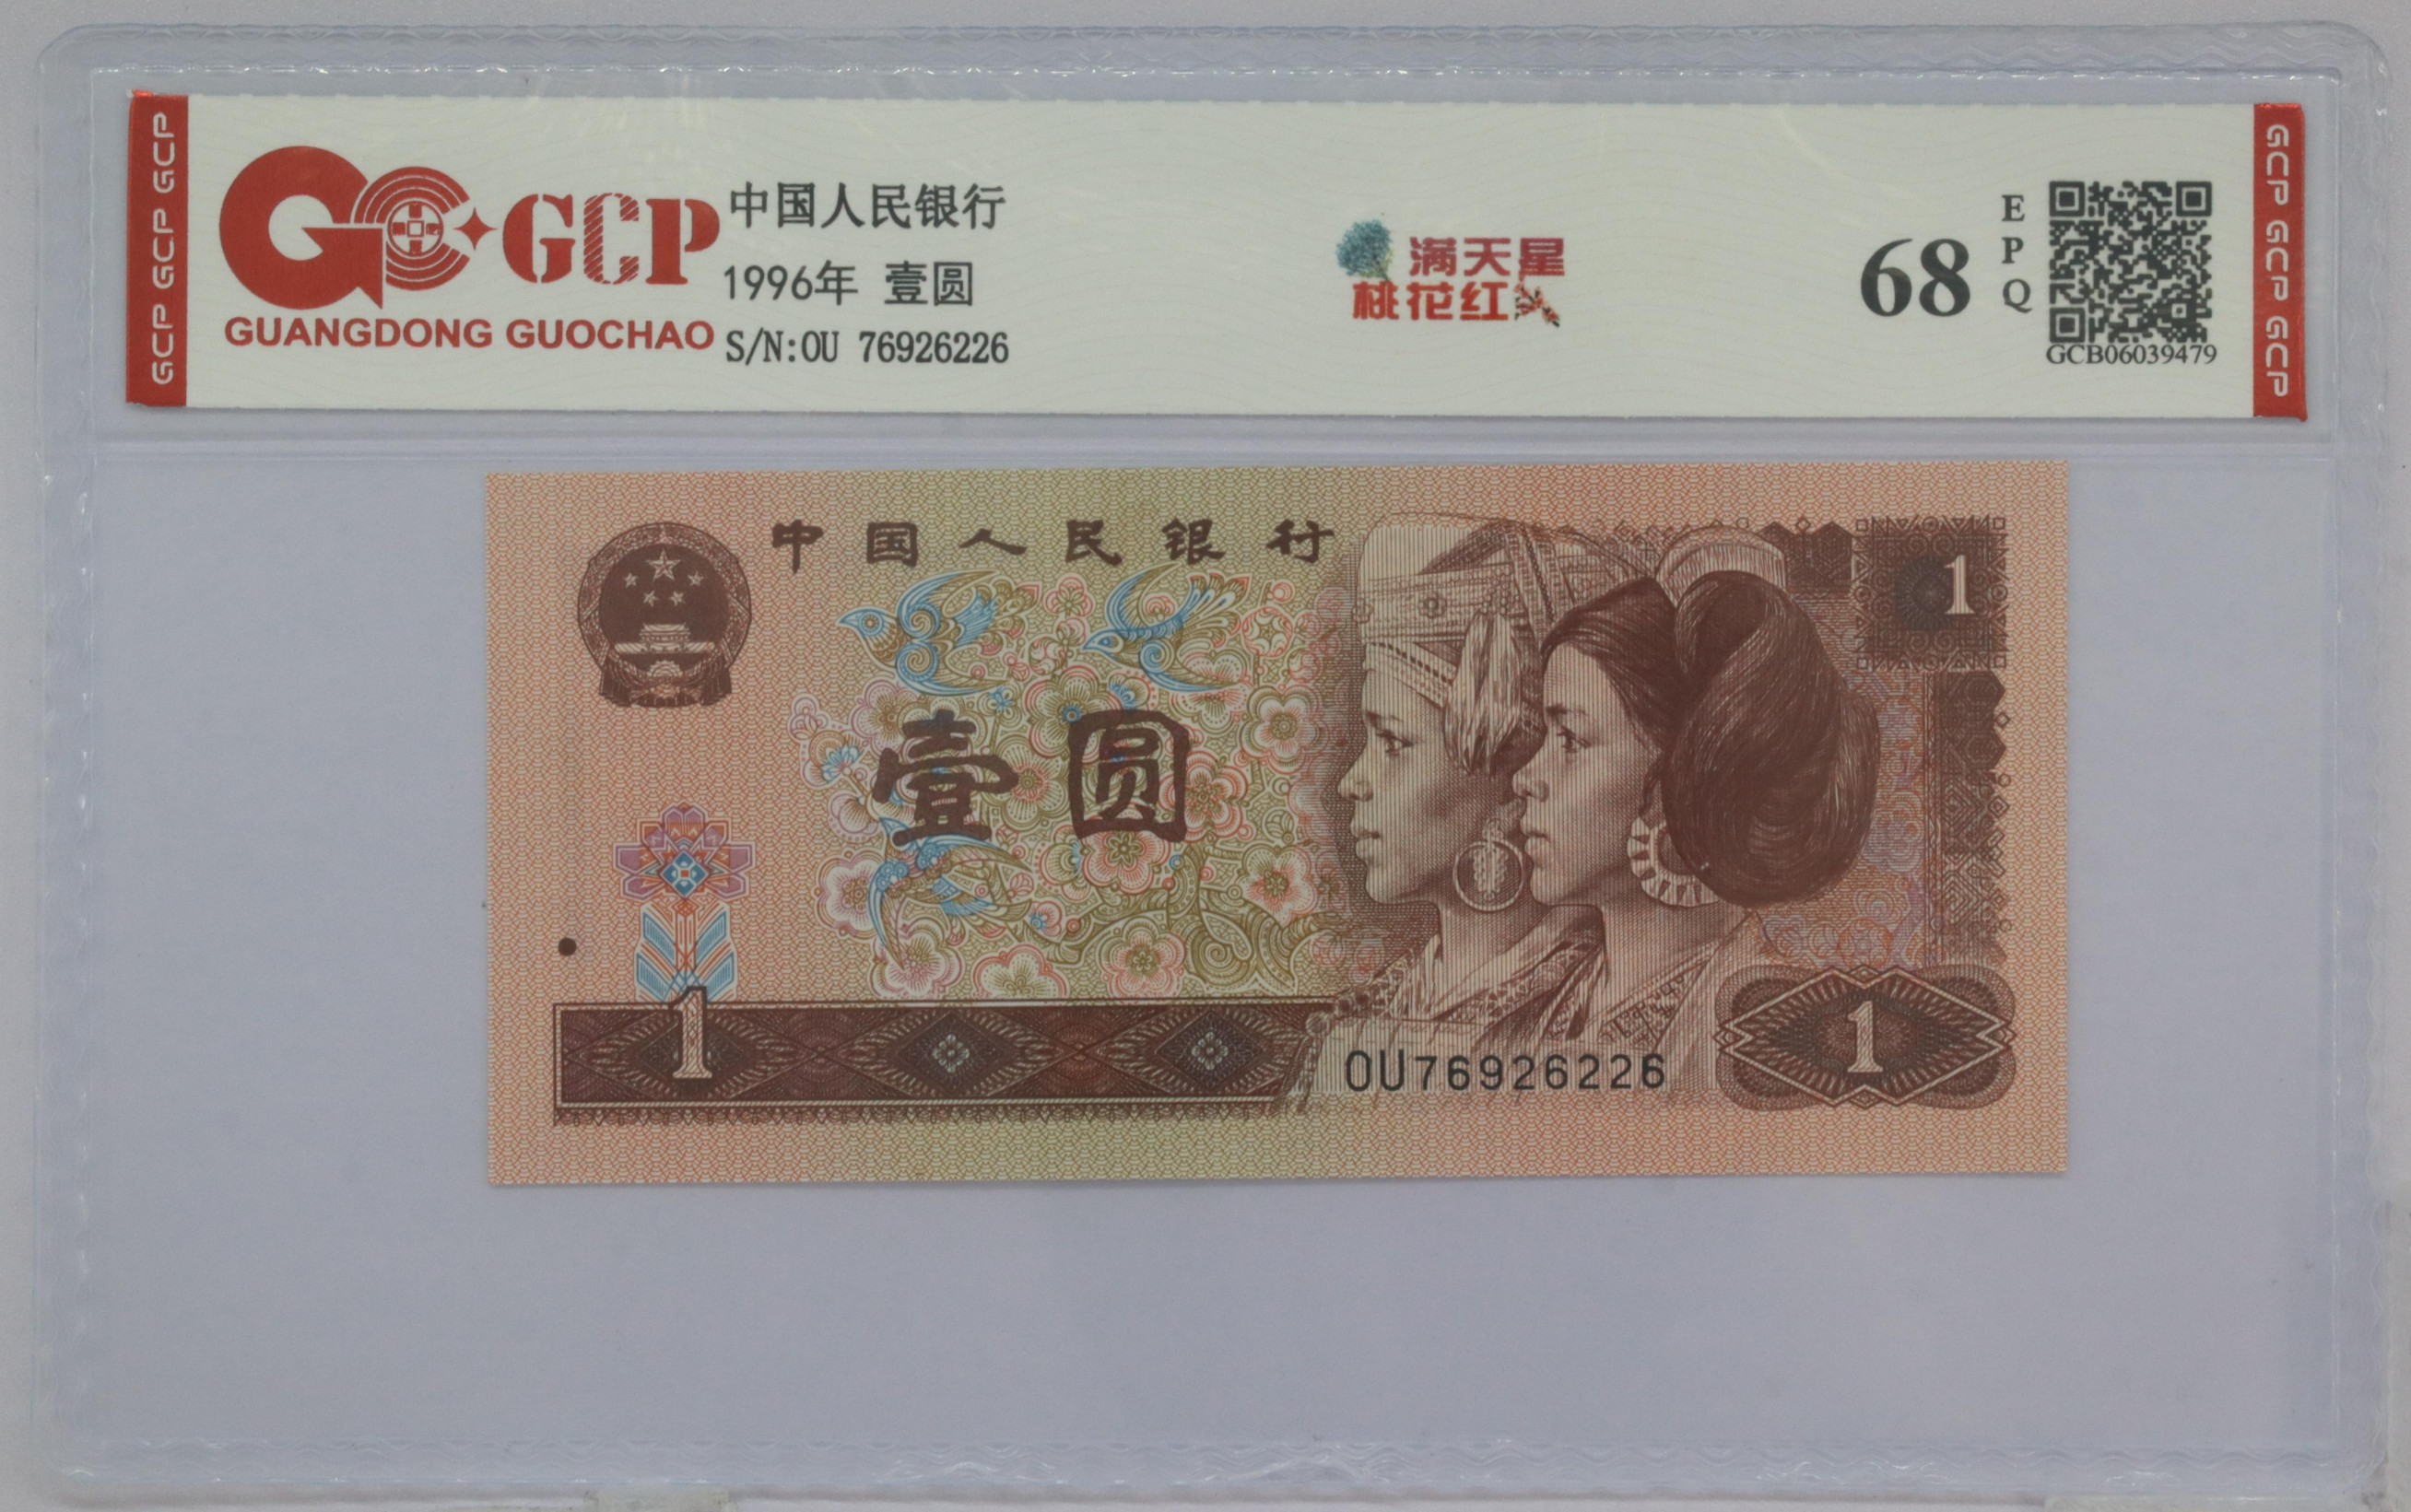 GCP GCP GCP
GCP
GUANGDONG GUOCHAO
中国人民银行
1996年 壹圆
S/N:OU 76926226
满天星
桃花红
68
E
P
Q
GCB06039479
GCP GCP GCP
中国人民银行
1
壹圆
1
OU76926226
1